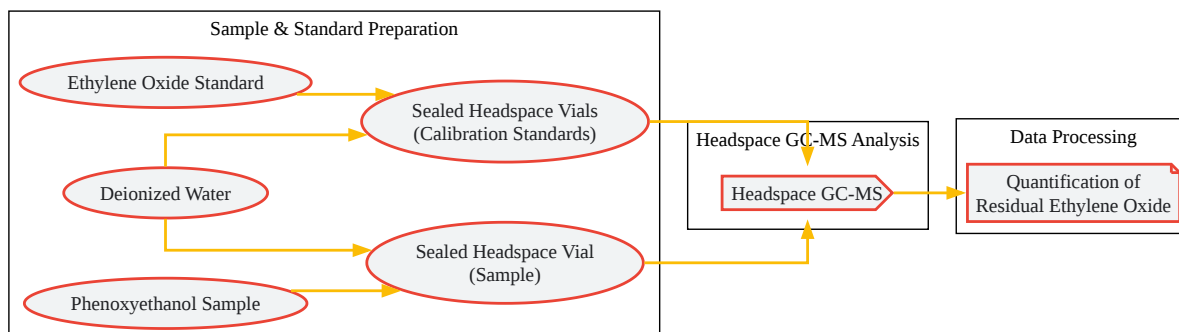 Sample & Standard Preparation
Ethylene Oxide Standard
Sealed Headspace Vials
(Calibration Standards)
Deionized Water
Sealed Headspace Vial
(Sample)
Phenoxyethanol Sample
Headspace GC-MS Analysis
Headspace GC-MS
Data Processing
Quantification of
Residual Ethylene Oxide